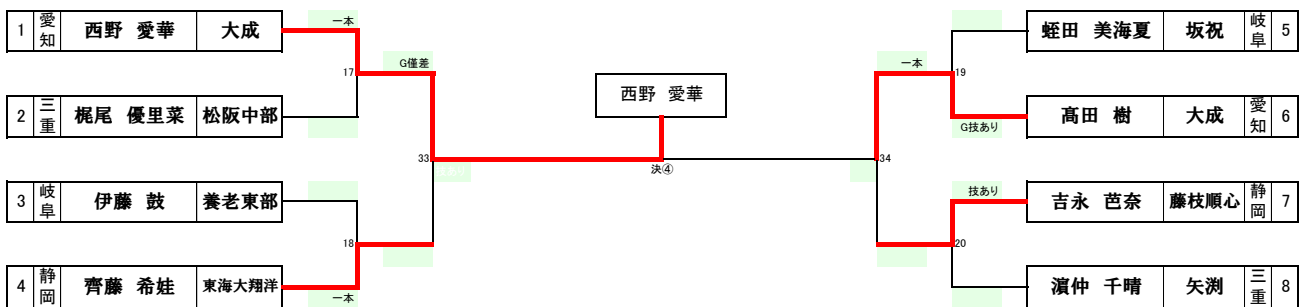 1 愛知 西野 愛華 大成
一本
17
2 三重 梶尾 優里菜 松阪中部
G僅差
33
3 岐阜 伊藤 鼓 養老東部
18
4 静岡 齊藤 希娃 東海大翔洋
一本
西野 愛華
技あり
決④
蛭田 美海夏 坂祝 岐阜 5
一本
19
髙田 樹 大成 愛知 6
G技あり
34
技あり
吉永 芭奈 藤枝順心 静岡 7
20
濵仲 千晴 矢渕 三重 8